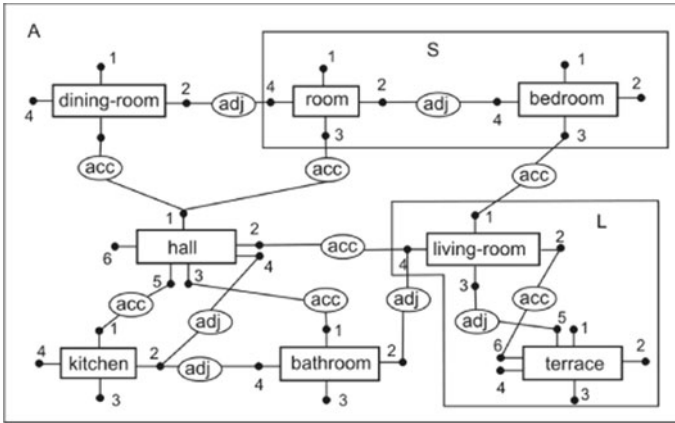 A
S
1
1
1
dining-room
2
adj
4
room
2
adj
4
bedroom
2
4
3
3
acc
acc
acc
1
1
L
hall
2
acc
4
living-room
2
6
4
5
3
3
acc
acc
adj
adj
acc
adj
5
1
1
1
6
4
kitchen
2
adj
4
bathroom
2
4
terrace
2
3
3
3